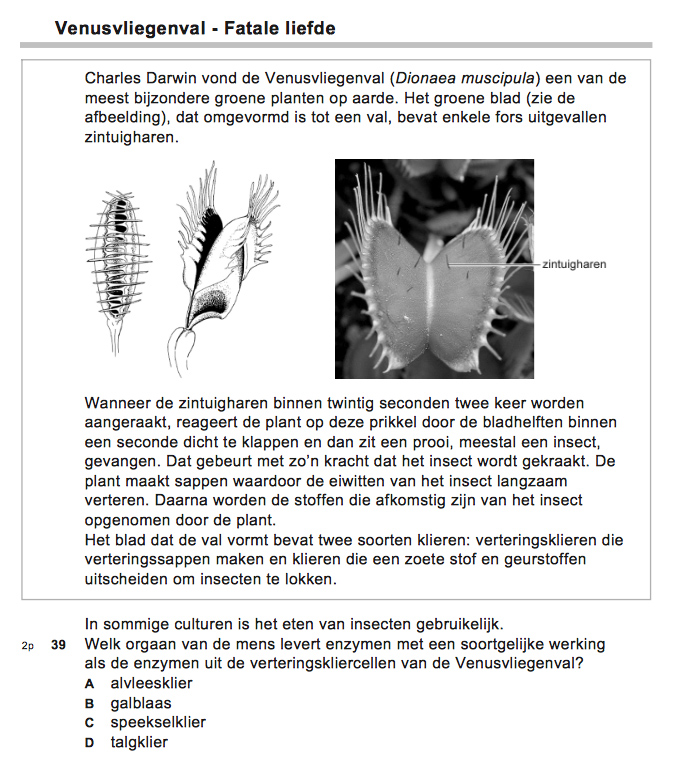 Venusvliegenval - Fatale liefde
Charles Darwin vond de Venusvliegenval (Dionaea muscipula) een van de
meest bijzondere groene planten op aarde. Het groene blad (zie de
afbeelding), dat omgevormd is tot een val, bevat enkele fors uitgevallen
zintuigharen.
zintuigharen
Wanneer de zintuigharen binnen twintig seconden twee keer worden
aangeraakt, reageert de plant op deze prikkel door de bladhelften binnen
een seconde dicht te klappen en dan zit een prooi, meestal een insect,
gevangen. Dat gebeurt met zo'n kracht dat het insect wordt gekraakt. De
plant maakt sappen waardoor de eiwitten van het insect langzaam
verteren. Daarna worden de stoffen die afkomstig zijn van het insect
opgenomen door de plant.
Het blad dat de val vormt bevat twee soorten klieren: verteringsklieren die
verteringssappen maken en klieren die een zoete stof en geurstoffen
uitscheiden om insecten te lokken.
In sommige culturen is het eten van insecten gebruikelijk.
2p 39 Welk orgaan van de mens levert enzymen met een soortgelijke werking
als de enzymen uit de verteringskliercellen van de Venusvliegenval?
A alvleesklier
B galblaas
C speekselklier
D talgklier